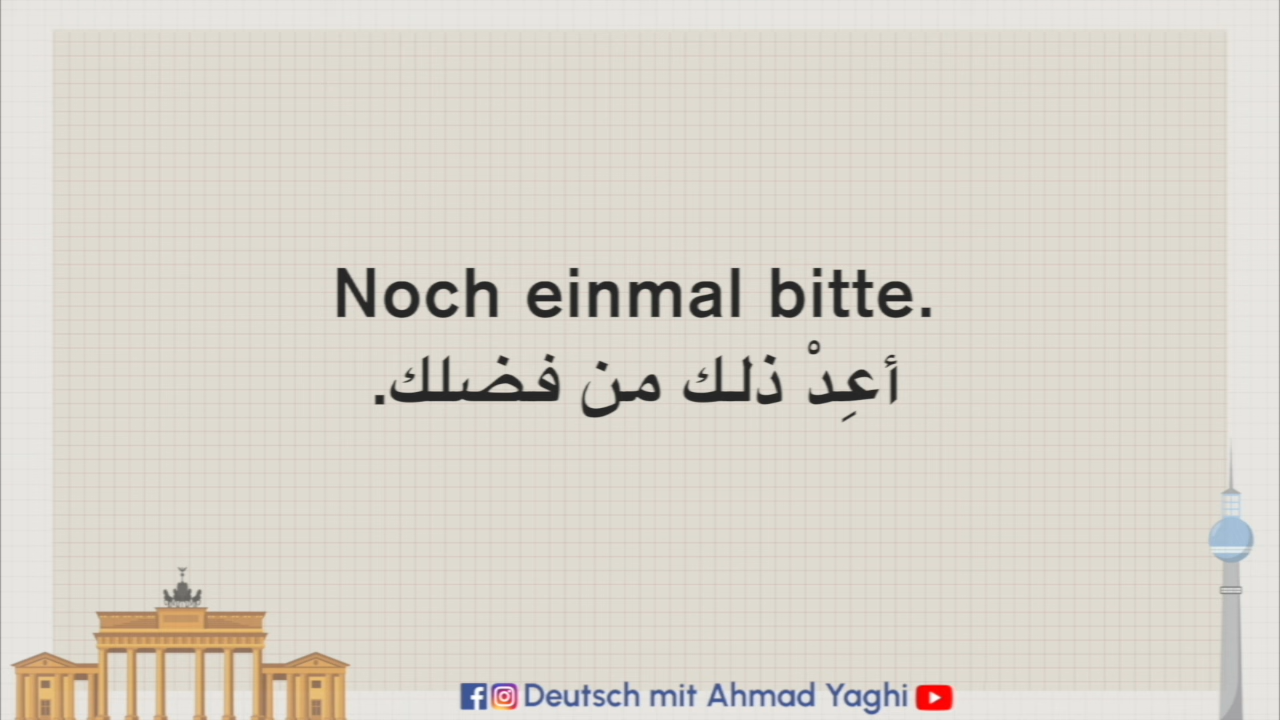 Noch einmal bitte.
أعِدْ ذلك من فضلك.
Deutsch mit Ahmad Yaghi